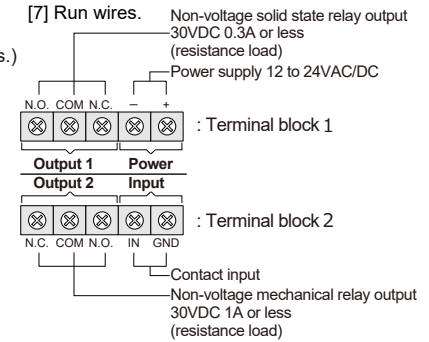 [7] Run wires.
Non-voltage solid state relay output
30VDC 0.3A or less
(resistance load)
s.)
Power supply 12 to 24VAC/DC
N.O. COM N.C. – +
: Terminal block 1
Output 1 Power
Output 2 Input
: Terminal block 2
N.C. COM N.O. IN GND
Contact input
Non-voltage mechanical relay output
30VDC 1A or less
(resistance load)